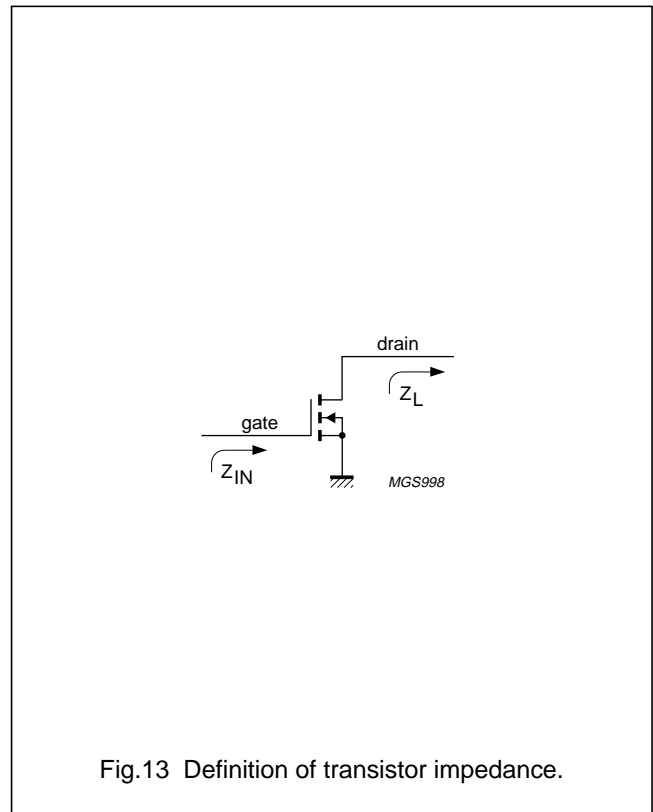 drain
Z_L
gate
Z_IN
MGS998
Fig.13 Definition of transistor impedance.